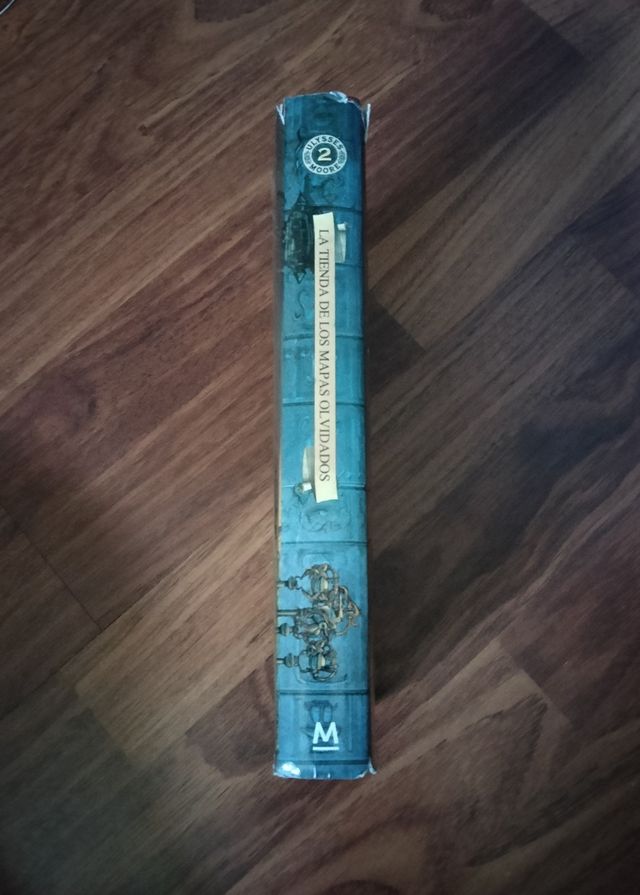 ULYSSES
2
MOORE
LA TIENDA DE LOS MAPAS OLVIDADOS
M